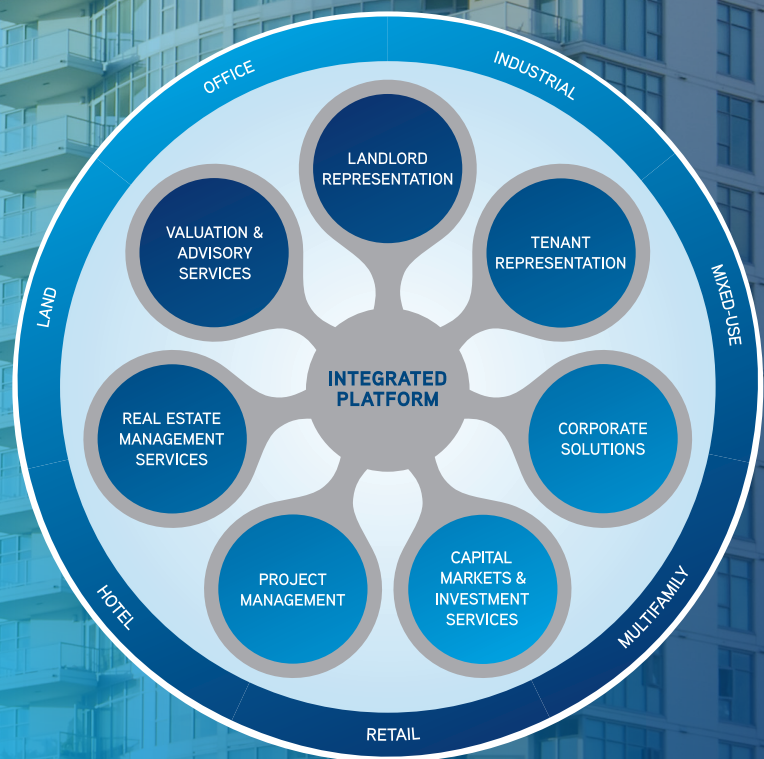 OFFICE
INDUSTRIAL
LANDLORD
REPRESENTATION
VALUATION &
ADVISORY
SERVICES
TENANT
REPRESENTATION
LAND
MIXED-USE
INTEGRATED
PLATFORM
REAL ESTATE
MANAGEMENT
SERVICES
CORPORATE
SOLUTIONS
PROJECT
MANAGEMENT
CAPITAL
MARKETS &
INVESTMENT
SERVICES
HOTEL
MULTIFAMILY
RETAIL